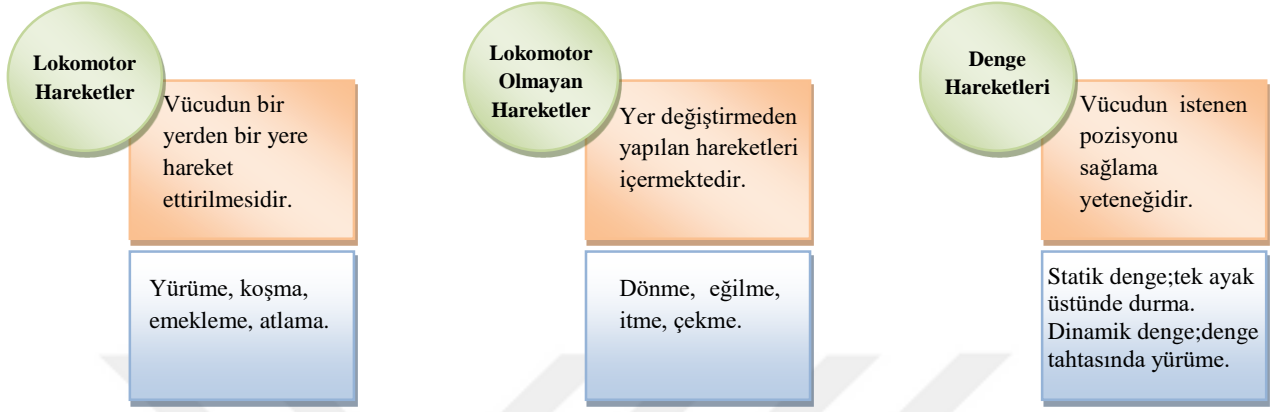 Lokomotor
Hareketler
Vücudun bir
yerden bir yere
hareket
ettirilmesidir.
Yürüme, koşma,
emekleme, atlama.
Lokomotor
Olmayan
Hareketler
Yer değiştirmeden
yapılan hareketleri
içermektedir.
Dönme, eğilme,
itme, çekme.
Denge
Hareketleri
Vücudun istenen
pozisyonu
sağlama
yeteneğidir.
Statik denge;tek ayak
üstünde durma.
Dinamik denge;denge
tahtasında yürüme.